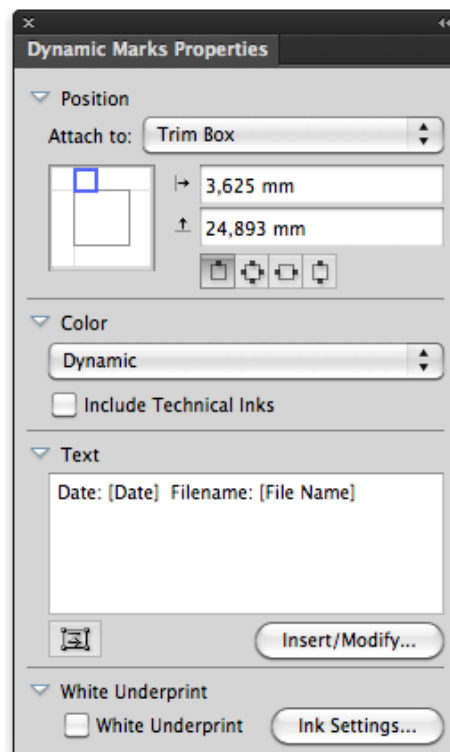 Dynamic Marks Properties
Position
Attach to: Trim Box
3,625 mm
24,893 mm
Color
Dynamic
Include Technical Inks
Text
Date: [Date]  Filename: [File Name]
Insert/Modify...
White Underprint
White Underprint Ink Settings...